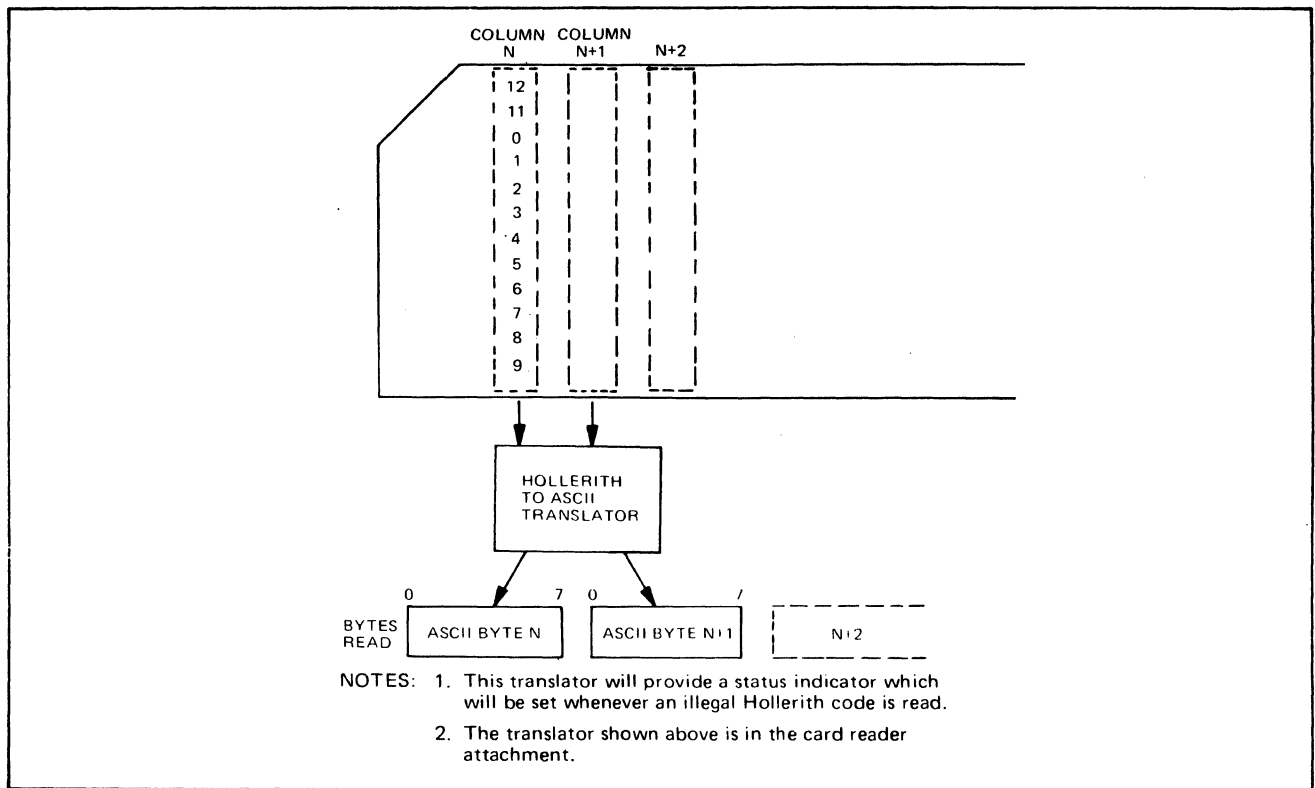 COLUMN COLUMN
N N+1 N+2
12
11
0
1
2
3
4
5
6
7
8
9
HOLLERITH
TO ASCII
TRANSLATOR
0 7 0 7
BYTES
READ
ASCII BYTE N ASCII BYTE N+1 N+2
NOTES: 1. This translator will provide a status indicator which
will be set whenever an illegal Hollerith code is read.
2. The translator shown above is in the card reader
attachment.